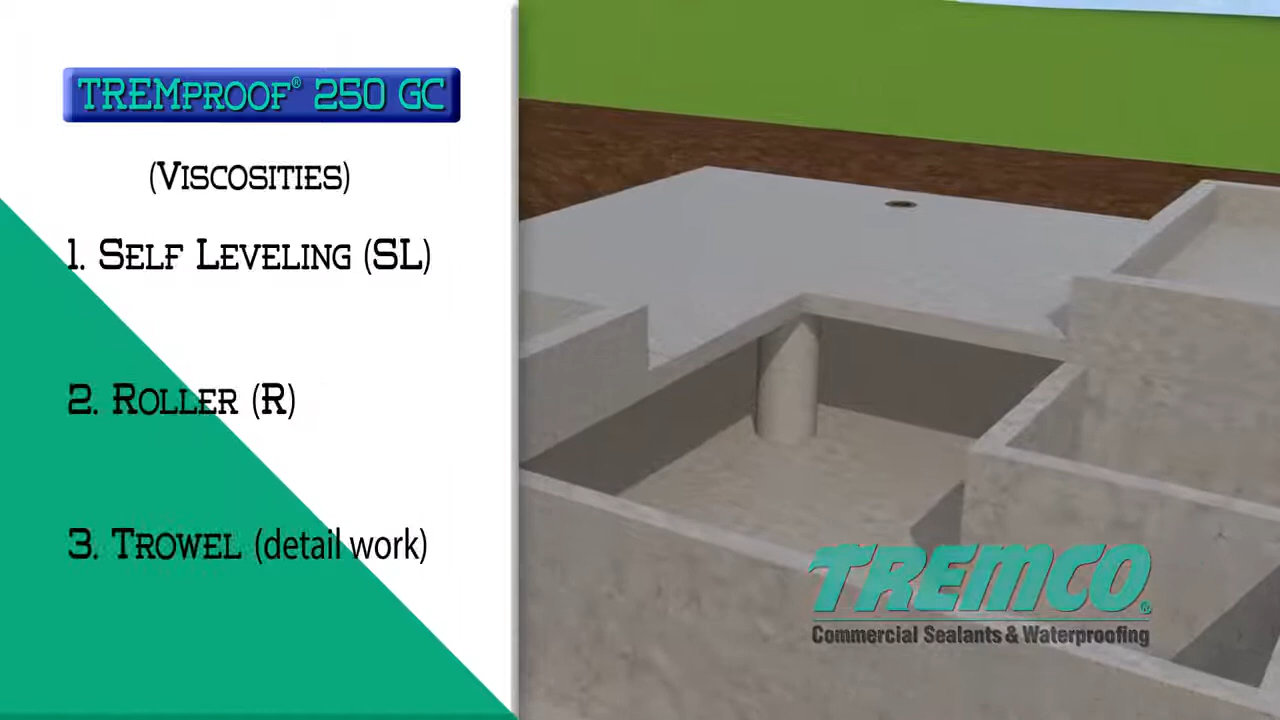 TREMPROOF® 250 GC
(VISCOSITIES)
1. SELF LEVELING (SL)
2. ROLLER (R)
3. TROWEL (detail work)
TREMCO®
Commercial Sealants & Waterproofing